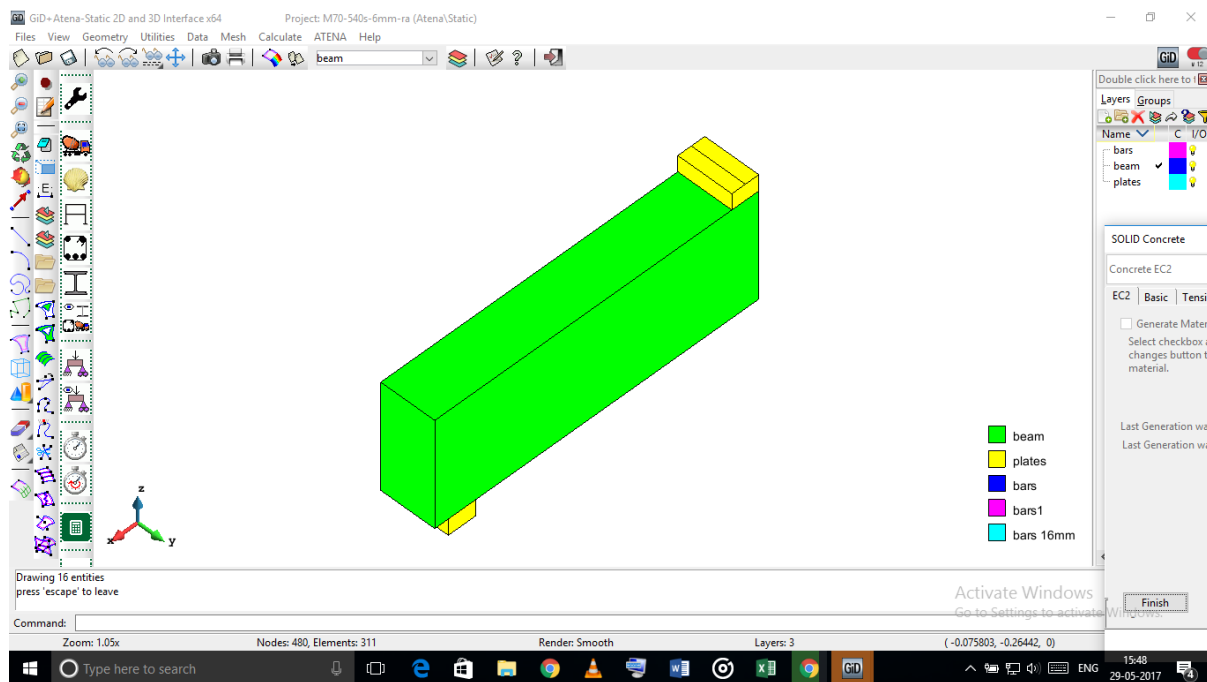 GiD GiD+Atena-Static 2D and 3D Interface x64 Project: M70-540s-6mm-ra (Atena\Static)
Files View Geometry Utilities Data Mesh Calculate ATENA Help
beam
GiD
x 12
Double click here to
Layers Groups
Name C I/O
bars
beam
plates
SOLID Concrete
Concrete EC2
EC2 Basic Tensi
Generate Mater
Select checkbox a
changes button t
material.
Last Generation wa
Last Generation wa
E
z
x
y
beam
plates
bars
bars1
bars 16mm
Drawing 16 entities
press 'escape' to leave
Activate Windows
Go to Settings to activate Windows.
Finish
Command:
Zoom: 1.05x Nodes: 480, Elements: 311 Render: Smooth Layers: 3 ( -0.075803, -0.26442, 0)
Type here to search
GiD
ENG
15:48
29-05-2017
4